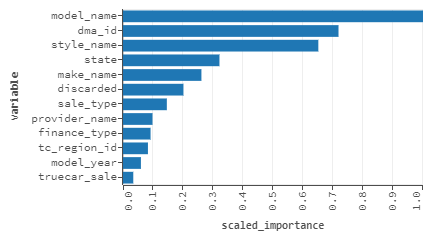 model_name
dma_id
style_name
state
make_name
discarded
sale_type
provider_name
finance_type
tc_region_id
model_year
truecar_sale
variable
0.0 0.1 0.2 0.3 0.4 0.5 0.6 0.7 0.8 0.9 1.0
scaled_importance